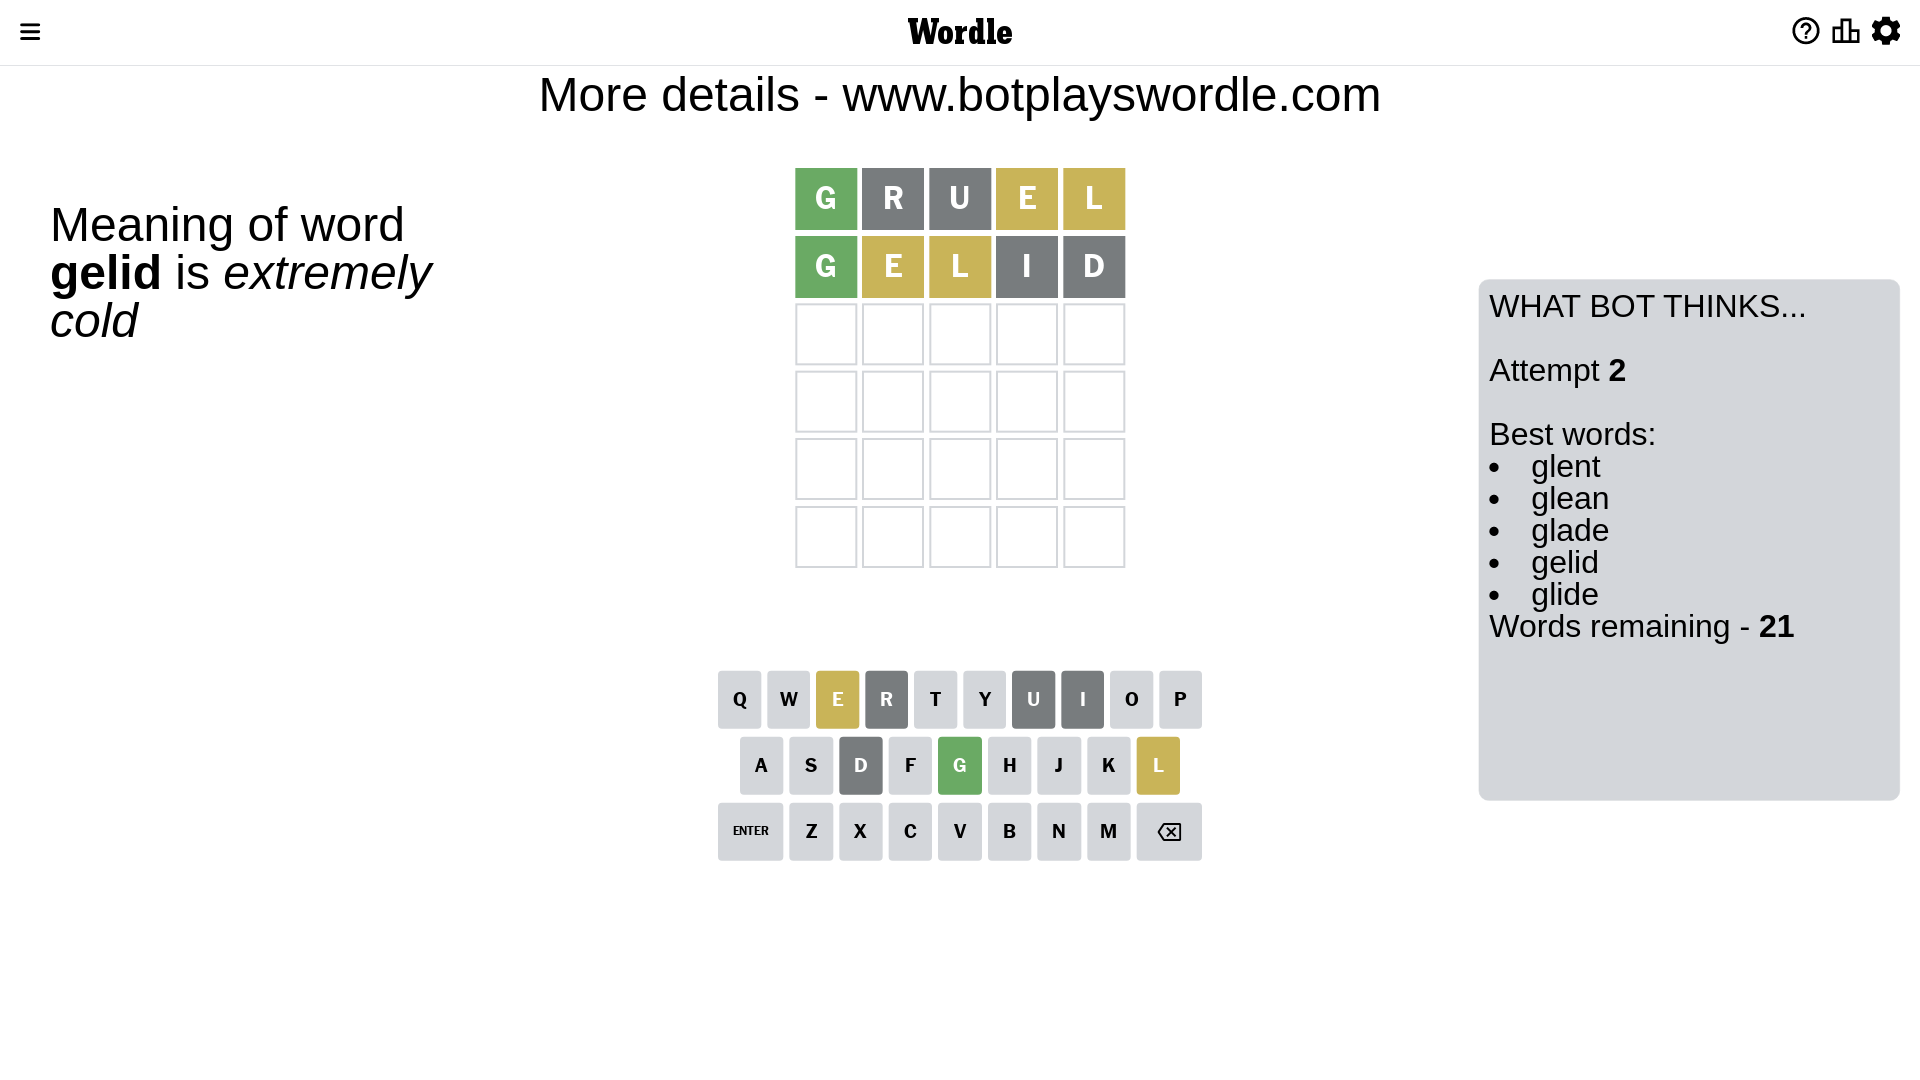 Wordle
More details - www.botplayswordle.com
Meaning of word
gelid is extremely
cold
G R U E L
G E L I D
WHAT BOT THINKS...
Attempt 2
Best words:
• glent
• glean
• glade
• gelid
• glide
Words remaining - 21
Q W E R T Y U I O P
A S D F G H J K L
ENTER Z X C V B N M